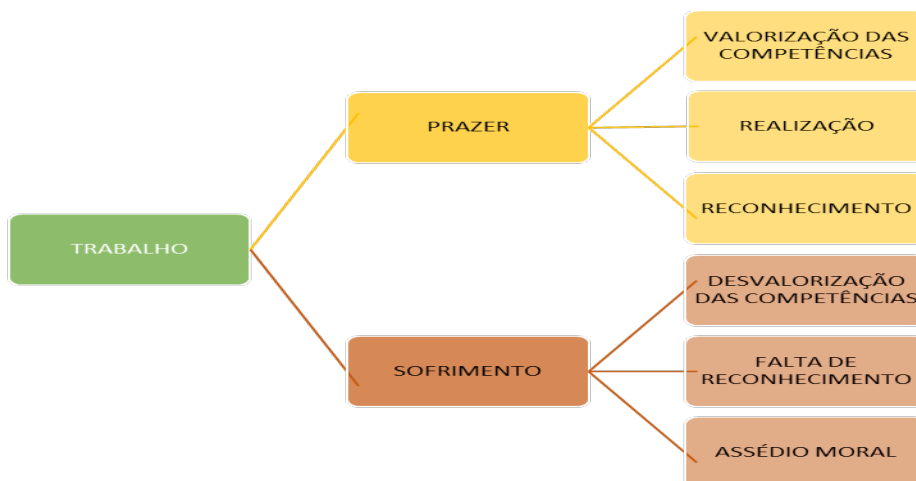 TRABALHO
PRAZER
VALORIZAÇÃO DAS
COMPETÊNCIAS
REALIZAÇÃO
RECONHECIMENTO
SOFRIMENTO
DESVALORIZAÇÃO
DAS COMPETÊNCIAS
FALTA DE
RECONHECIMENTO
ASSÉDIO MORAL